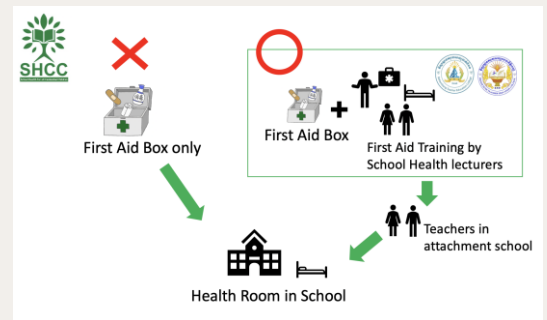 SHCC
First Aid Box only
First Aid Box
First Aid Training by
School Health lecturers
Teachers in
attachment school
Health Room in School